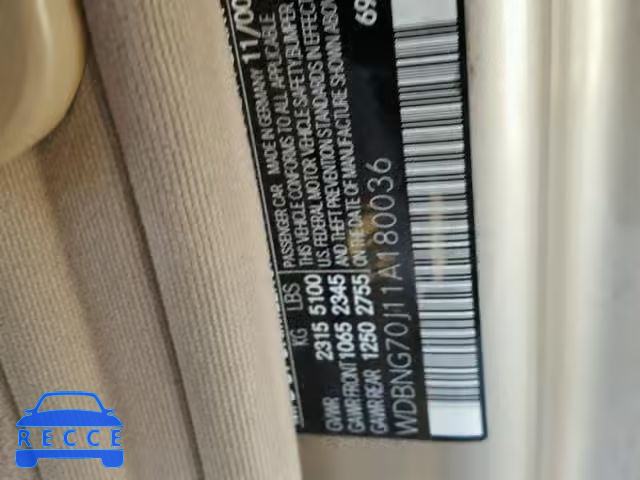 MADE IN GERMANY 11/00
PASSENGER CAR
THIS VEHICLE CONFORMS TO ALL APPLICABLE
U.S. FEDERAL MOTOR VEHICLE SAFETY/BUMPER
AND THEFT PREVENTION STANDARDS IN EFFECT
ON THE DATE OF MANUFACTURE SHOWN ABOVE
69
KG LBS
GVWR 2315 5100
GAWR FRONT 1065 2345
GAWR REAR 1250 2755
WDBNG70J11A180036
RECCE